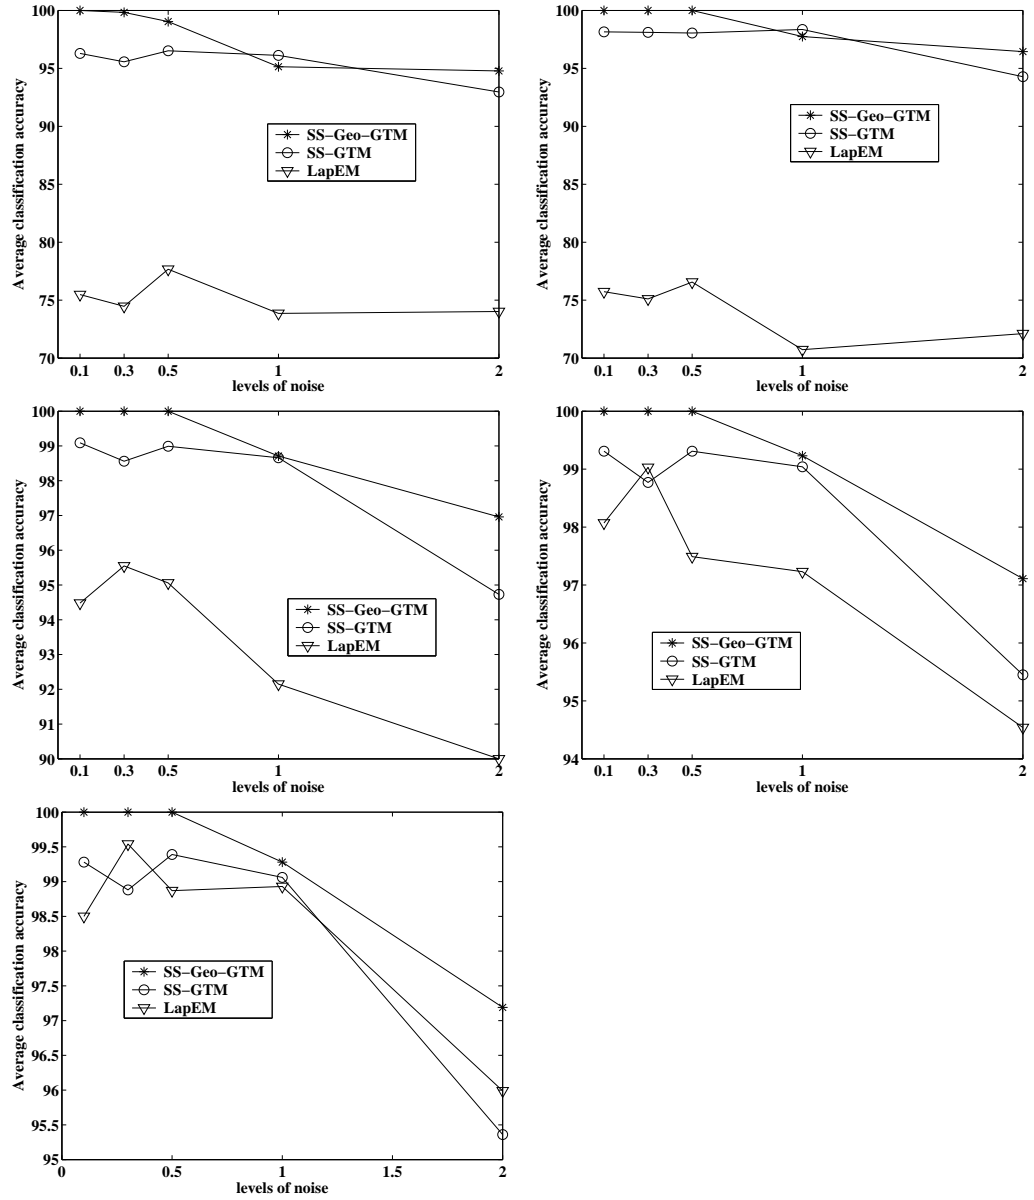 100
95
90
85
80
75
70
Average classification accuracy
SS−Geo−GTM
SS−GTM
LapEM
0.1 0.3 0.5 1 2
levels of noise
100
95
90
85
80
75
70
Average classification accuracy
SS−Geo−GTM
SS−GTM
LapEM
0.1 0.3 0.5 1 2
levels of noise
100
99
98
97
96
95
94
93
92
91
90
Average classification accuracy
SS−Geo−GTM
SS−GTM
LapEM
0.1 0.3 0.5 1 2
levels of noise
100
99
98
97
96
95
94
Average classification accuracy
SS−Geo−GTM
SS−GTM
LapEM
0.1 0.3 0.5 1 2
levels of noise
100
99.5
99
98.5
98
97.5
97
96.5
96
95.5
95
Average classification accuracy
SS−Geo−GTM
SS−GTM
LapEM
0 0.5 1 1.5 2
levels of noise